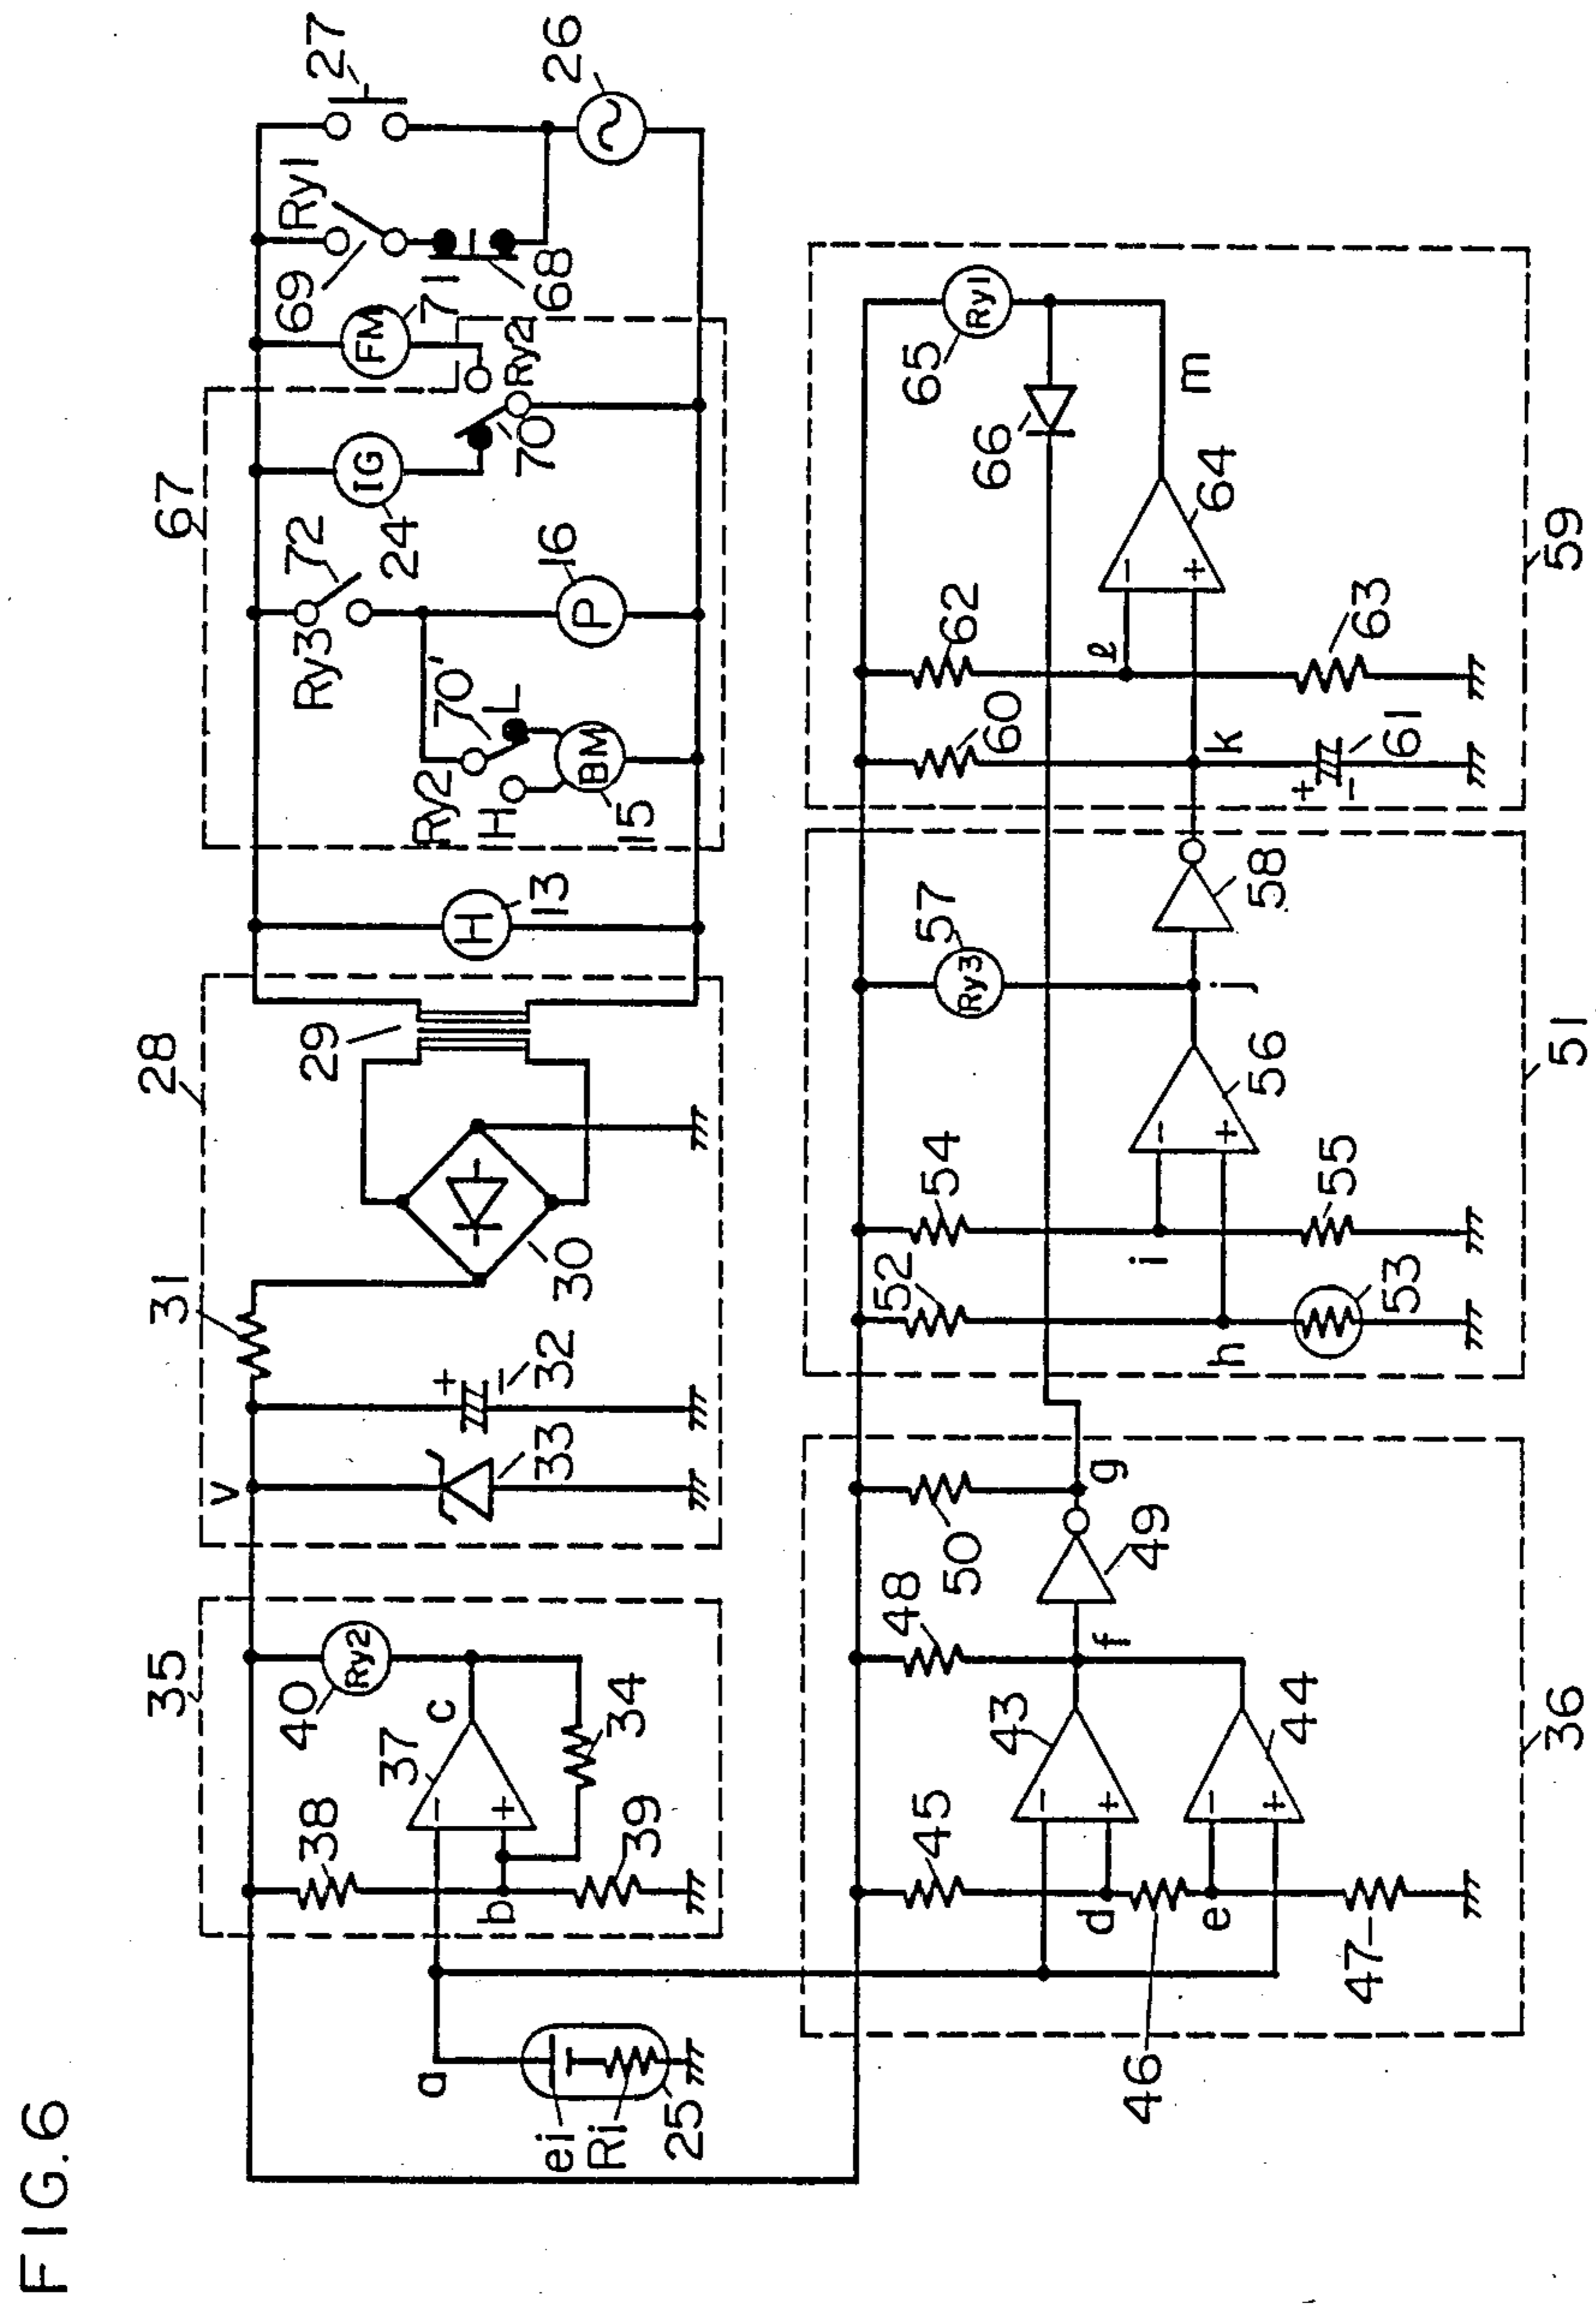 FIG.6
35
38
37
c
40
Ry2
34
39
b
a
ei
Ri
25
28
v
31
33
32
+
−
30
29
H
13
67
Ry3
72
IG
24
FM
71
Ry2
70
P
16
70'
L
Ry2
H
BM
15
69
Ry1
68
27
26
36
45
43
48
50
f
g
49
44
d
46
e
47
−
+
−
+
−
+
51
52
54
57
Ry3
i
h
53
55
56
j
58
−
+
59
60
62
65
Ry1
66
l
k
61
63
64
m
+
−
−
+